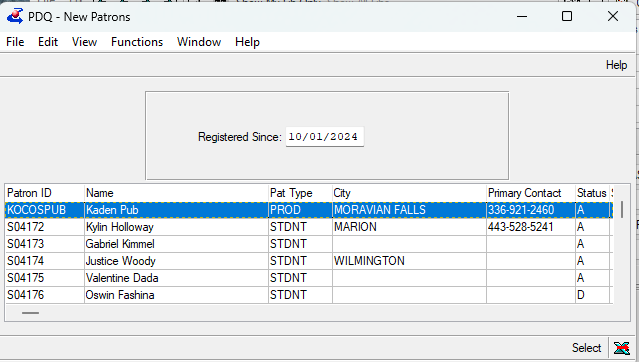 PDQ - New Patrons
File Edit View Functions Window Help
Help
Registered Since: 10/01/2024
Patron ID Name Pat Type City Primary Contact Status
KOCOSPUB Kaden Pub PROD MORAVIAN FALLS 336-921-2460 A
S04172 Kylin Holloway STDNT MARION 443-528-5241 A
S04173 Gabriel Kimmel STDNT A
S04174 Justice Woody STDNT WILMINGTON A
S04175 Valentine Dada STDNT A
S04176 Oswin Fashina STDNT D
Select